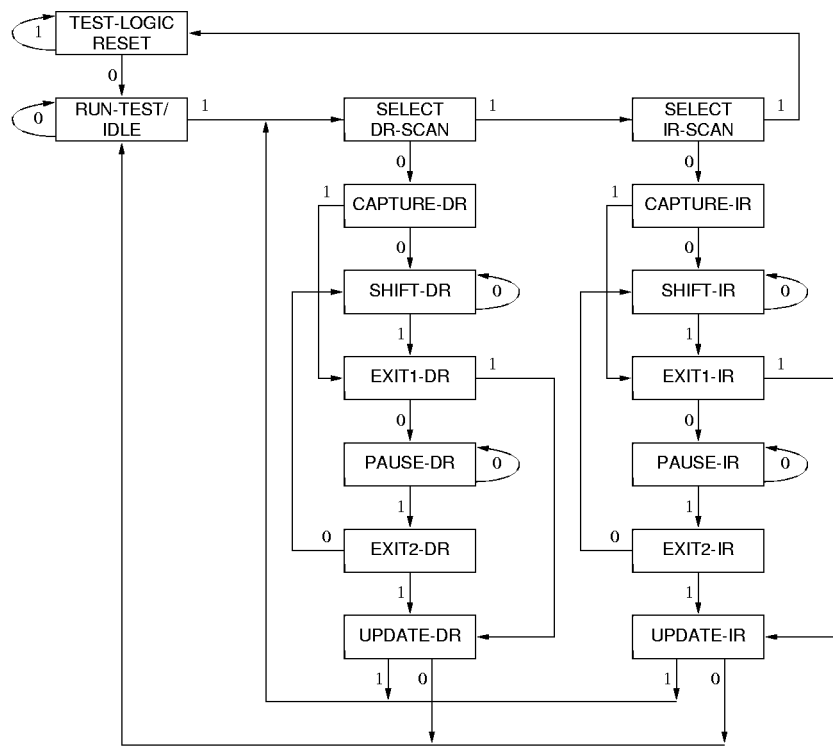 TEST-LOGIC
RESET
1
0
RUN-TEST/
IDLE
0
1
SELECT
DR-SCAN
1
SELECT
IR-SCAN
1
0
0
1
CAPTURE-DR
1
CAPTURE-IR
0
0
SHIFT-DR
0
SHIFT-IR
0
1
1
EXIT1-DR
1
EXIT1-IR
1
0
0
PAUSE-DR
0
PAUSE-IR
0
1
1
0
EXIT2-DR
0
EXIT2-IR
1
1
UPDATE-DR
UPDATE-IR
1
0
1
0